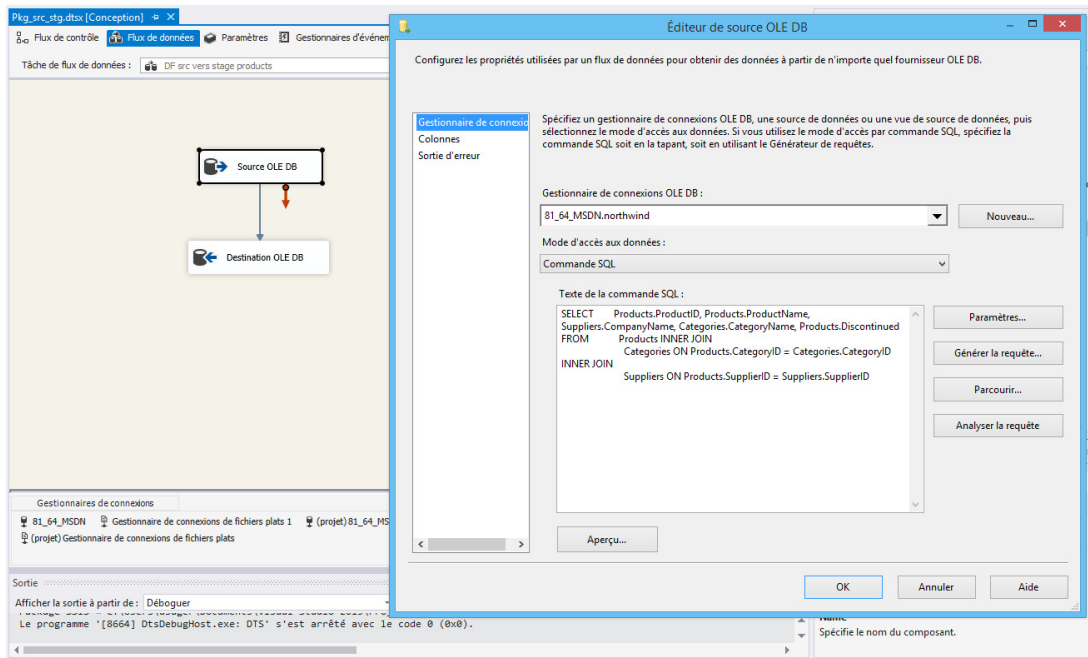 Pkg_src_stg.dtsx [Conception]
Flux de contrôle Flux de données Paramètres Gestionnaires d'événem
Tâche de flux de données : DF src vers stage products
Source OLE DB
Destination OLE DB
Gestionnaires de connexions
81_64_MSDN Gestionnaire de connexions de fichiers plats 1 (projet) 81_64_MS
(projet) Gestionnaire de connexions de fichiers plats
Sortie
Afficher la sortie à partir de : Déboguer
Le programme '[8664] DtsDebugHost.exe: DTS' s'est arrêté avec le code 0 (0x0).
Éditeur de source OLE DB
Configurez les propriétés utilisées par un flux de données pour obtenir des données à partir de n'importe quel fournisseur OLE DB.
Gestionnaire de connexio
Colonnes
Sortie d'erreur
Spécifiez un gestionnaire de connexions OLE DB, une source de données ou une vue de source de données, puis
sélectionnez le mode d'accès aux données. Si vous utilisez le mode d'accès par commande SQL, spécifiez la
commande SQL soit en la tapant, soit en utilisant le Générateur de requêtes.
Gestionnaire de connexions OLE DB :
81_64_MSDN.northwind
Nouveau...
Mode d'accès aux données :
Commande SQL
Texte de la commande SQL :
SELECT Products.ProductID, Products.ProductName,
Suppliers.CompanyName, Categories.CategoryName, Products.Discontinued
FROM Products INNER JOIN
Categories ON Products.CategoryID = Categories.CategoryID
INNER JOIN
Suppliers ON Products.SupplierID = Suppliers.SupplierID
Paramètres...
Générer la requête...
Parcourir...
Analyser la requête
Aperçu...
OK
Annuler
Aide
Name
Spécifie le nom du composant.